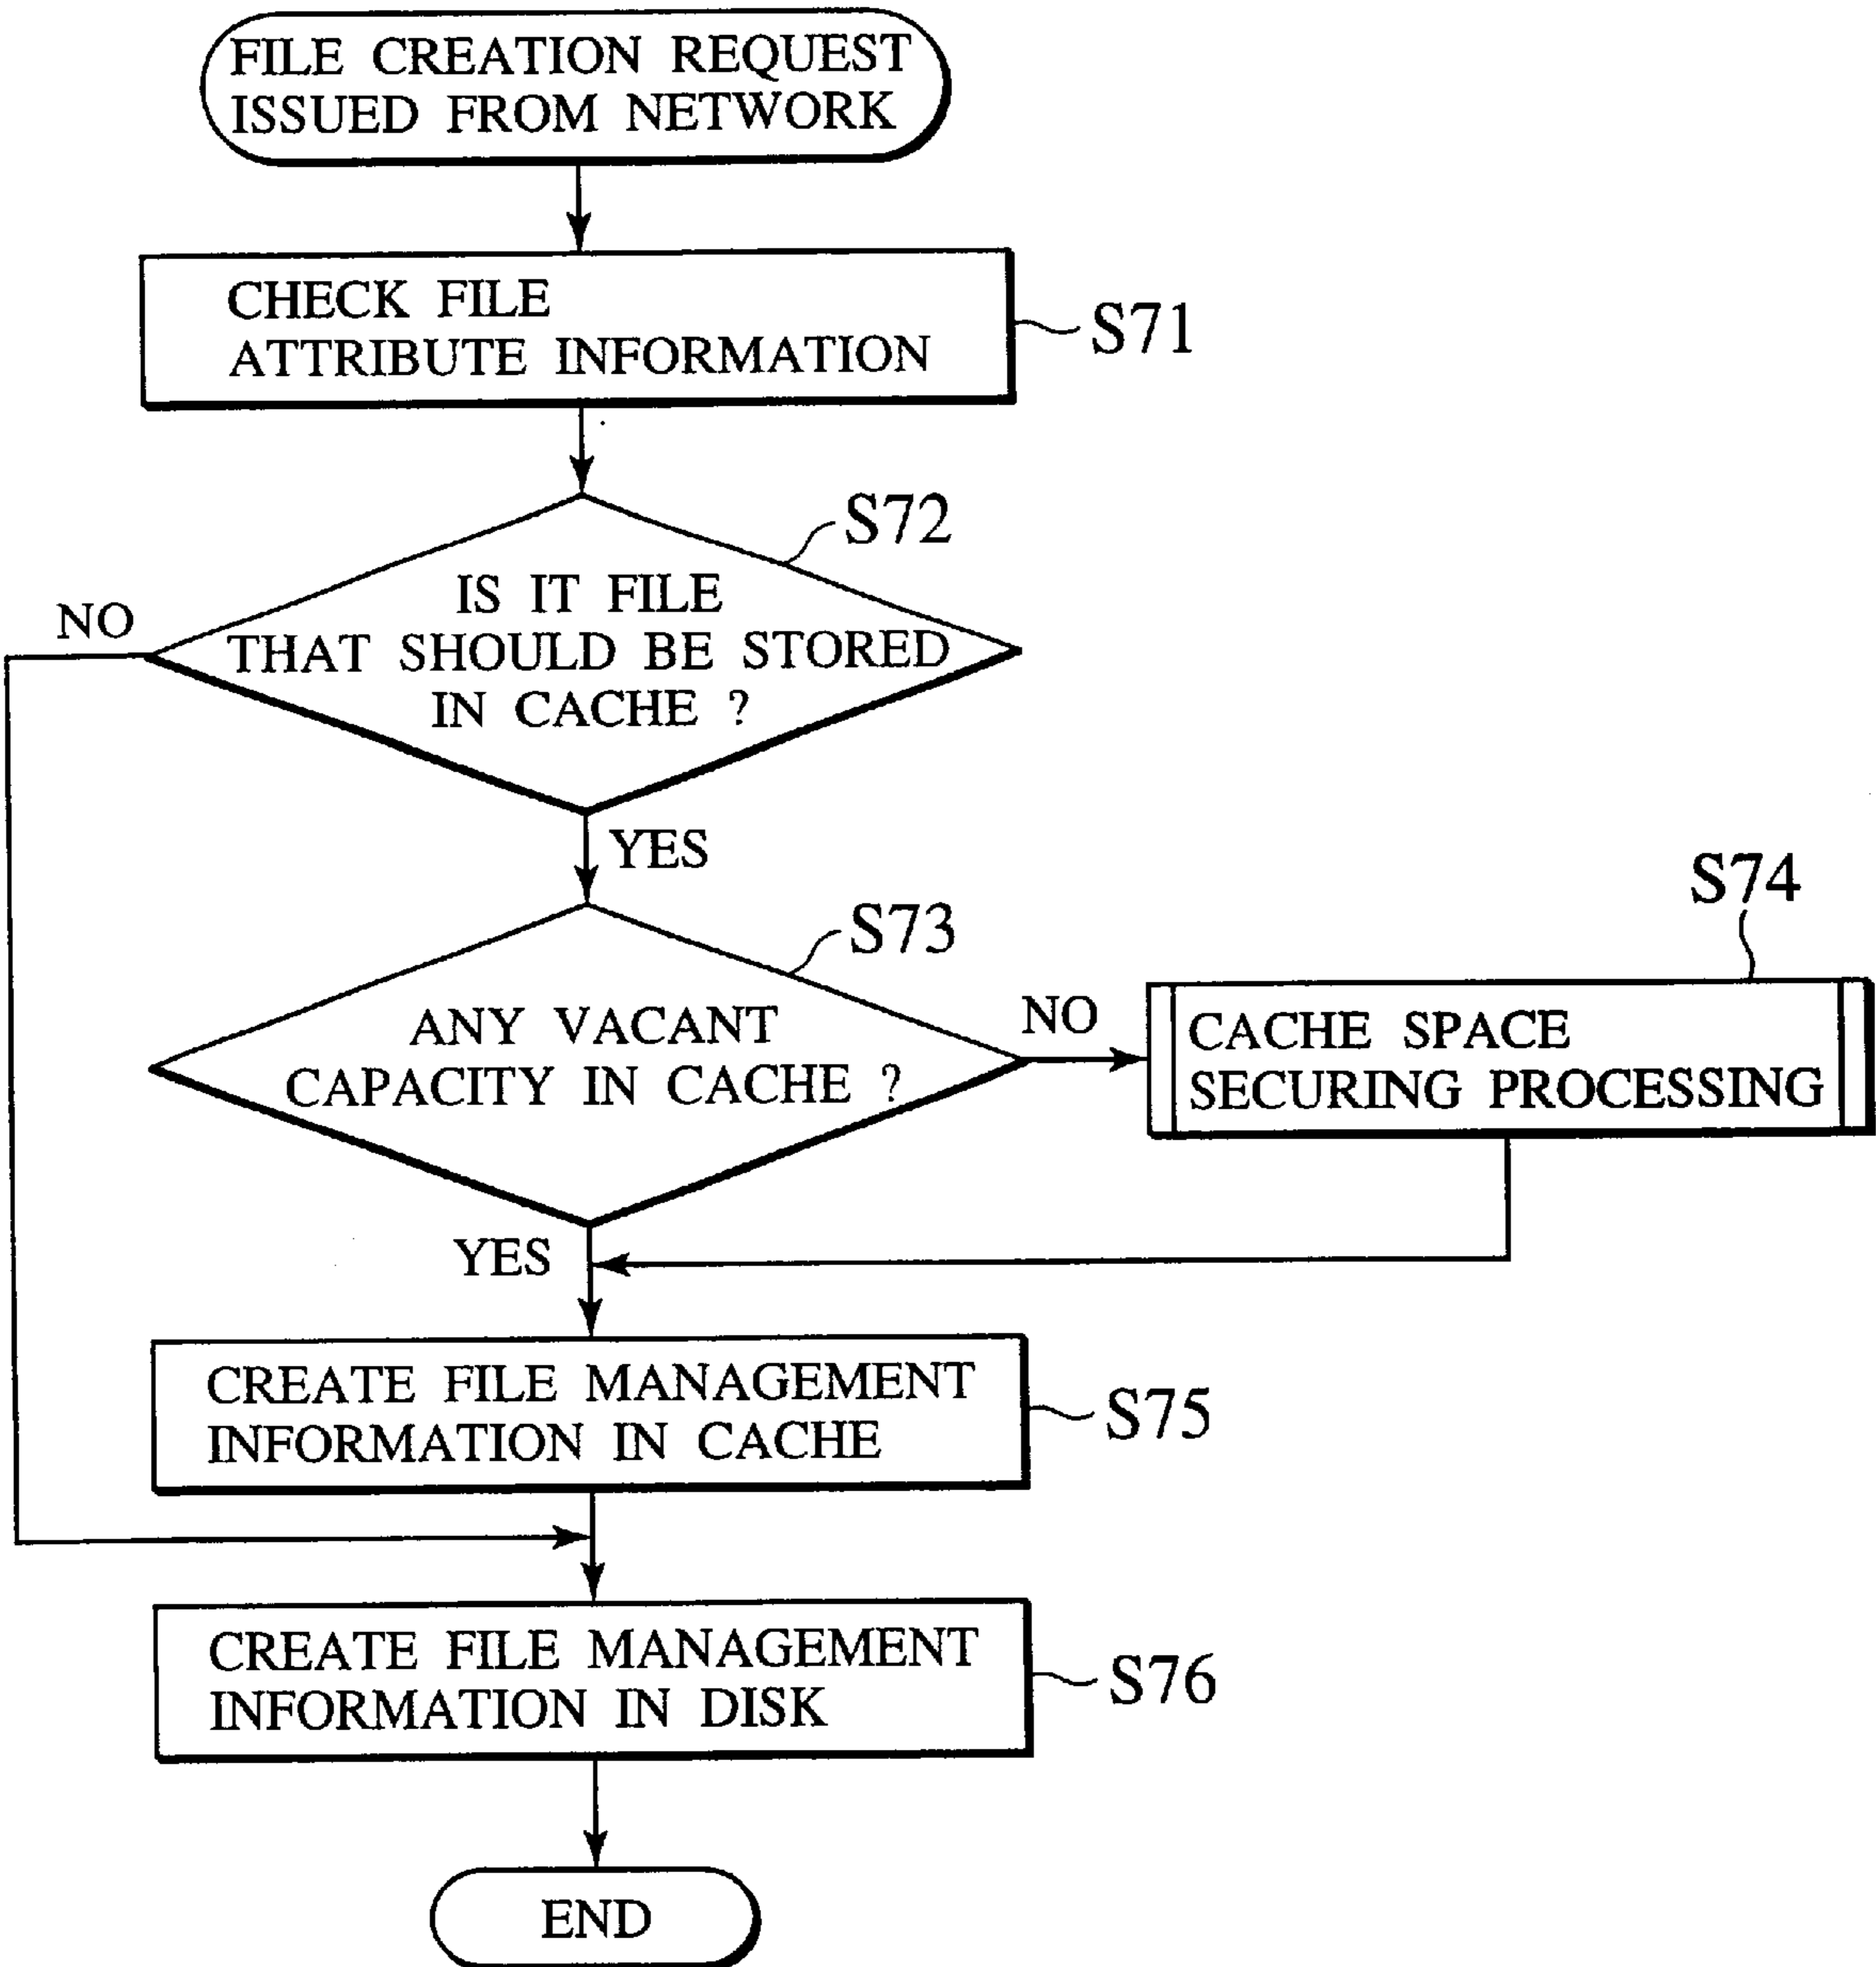 FILE CREATION REQUEST
ISSUED FROM NETWORK
CHECK FILE
ATTRIBUTE INFORMATION
S71
S72
IS IT FILE
THAT SHOULD BE STORED
IN CACHE ?
NO
YES
S73
ANY VACANT
CAPACITY IN CACHE ?
NO
S74
CACHE SPACE
SECURING PROCESSING
YES
CREATE FILE MANAGEMENT
INFORMATION IN CACHE
S75
CREATE FILE MANAGEMENT
INFORMATION IN DISK
S76
END